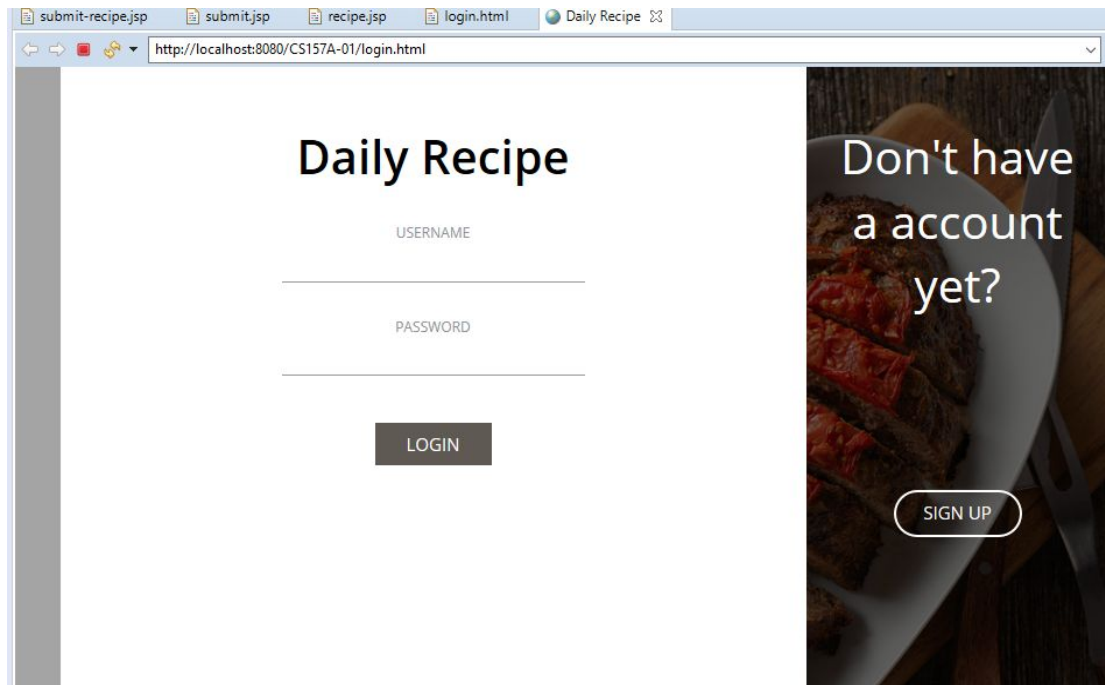 submit-recipe.jsp submit.jsp recipe.jsp login.html Daily Recipe
http://localhost:8080/CS157A-01/login.html
Daily Recipe
USERNAME
PASSWORD
LOGIN
Don't have
a account
yet?
SIGN UP